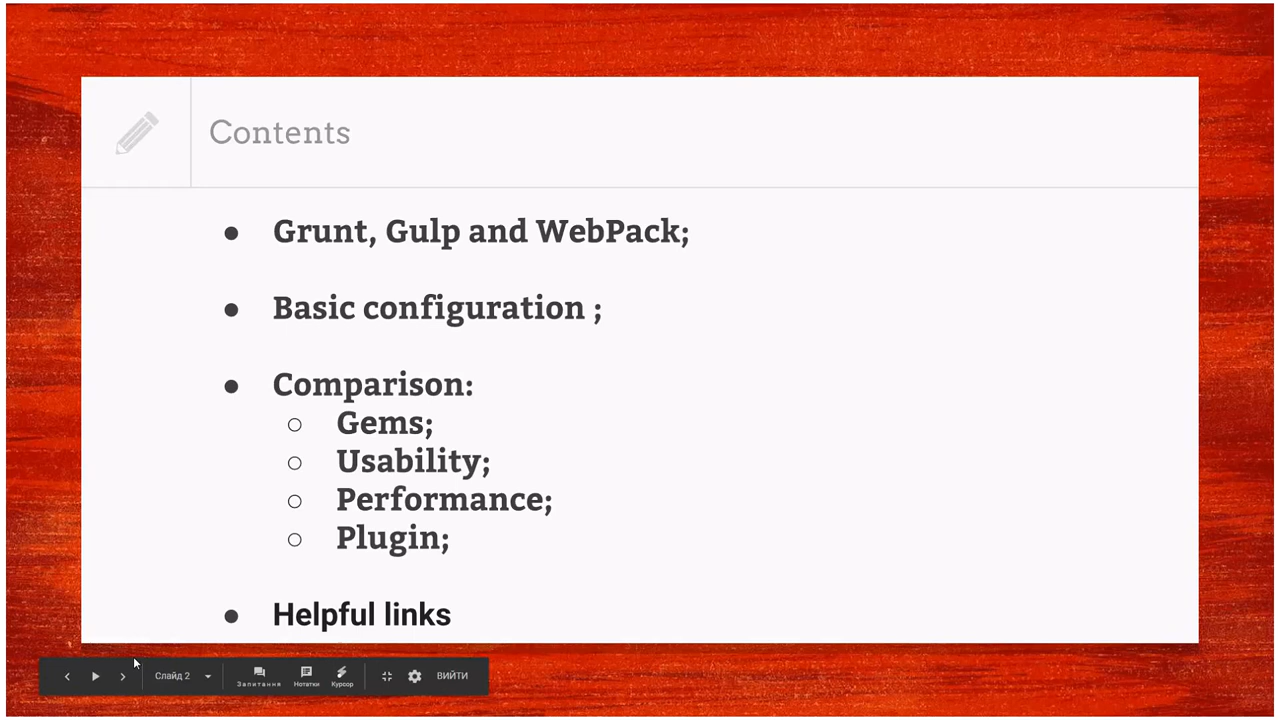 Contents
● Grunt, Gulp and WebPack;
● Basic configuration ;
● Comparison:
○ Gems;
○ Usability;
○ Performance;
○ Plugin;
● Helpful links
Слайд 2 Запитання Нотатки Курсор ВИЙТИ